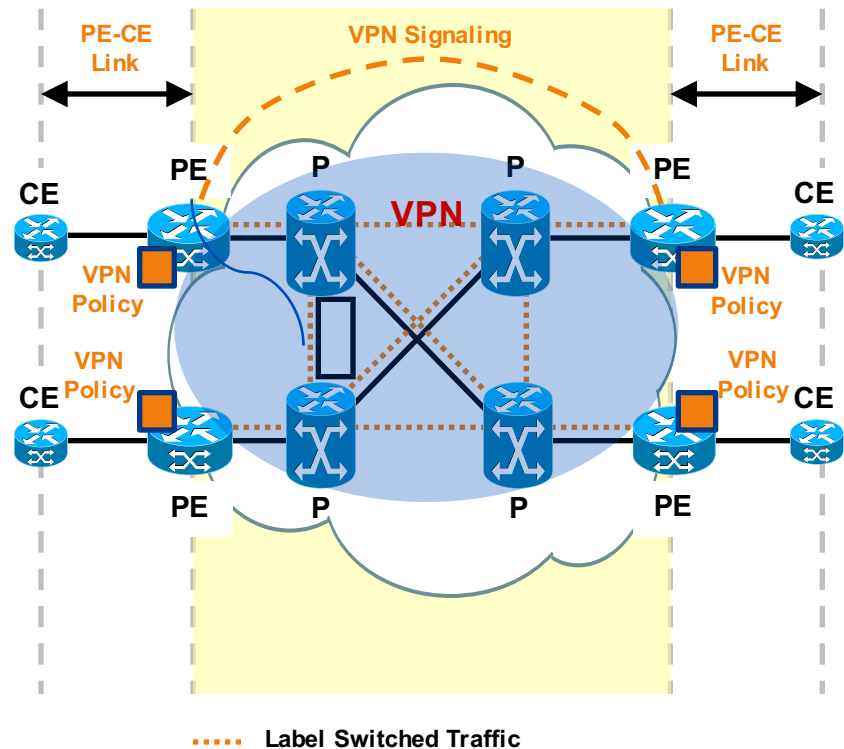 PE-CE
Link
VPN Signaling
PE-CE
Link
P
P
PE
PE
CE
CE
VPN
VPN
Policy
VPN
Policy
VPN
Policy
VPN
Policy
CE
CE
PE
P
P
PE
Label Switched Traffic